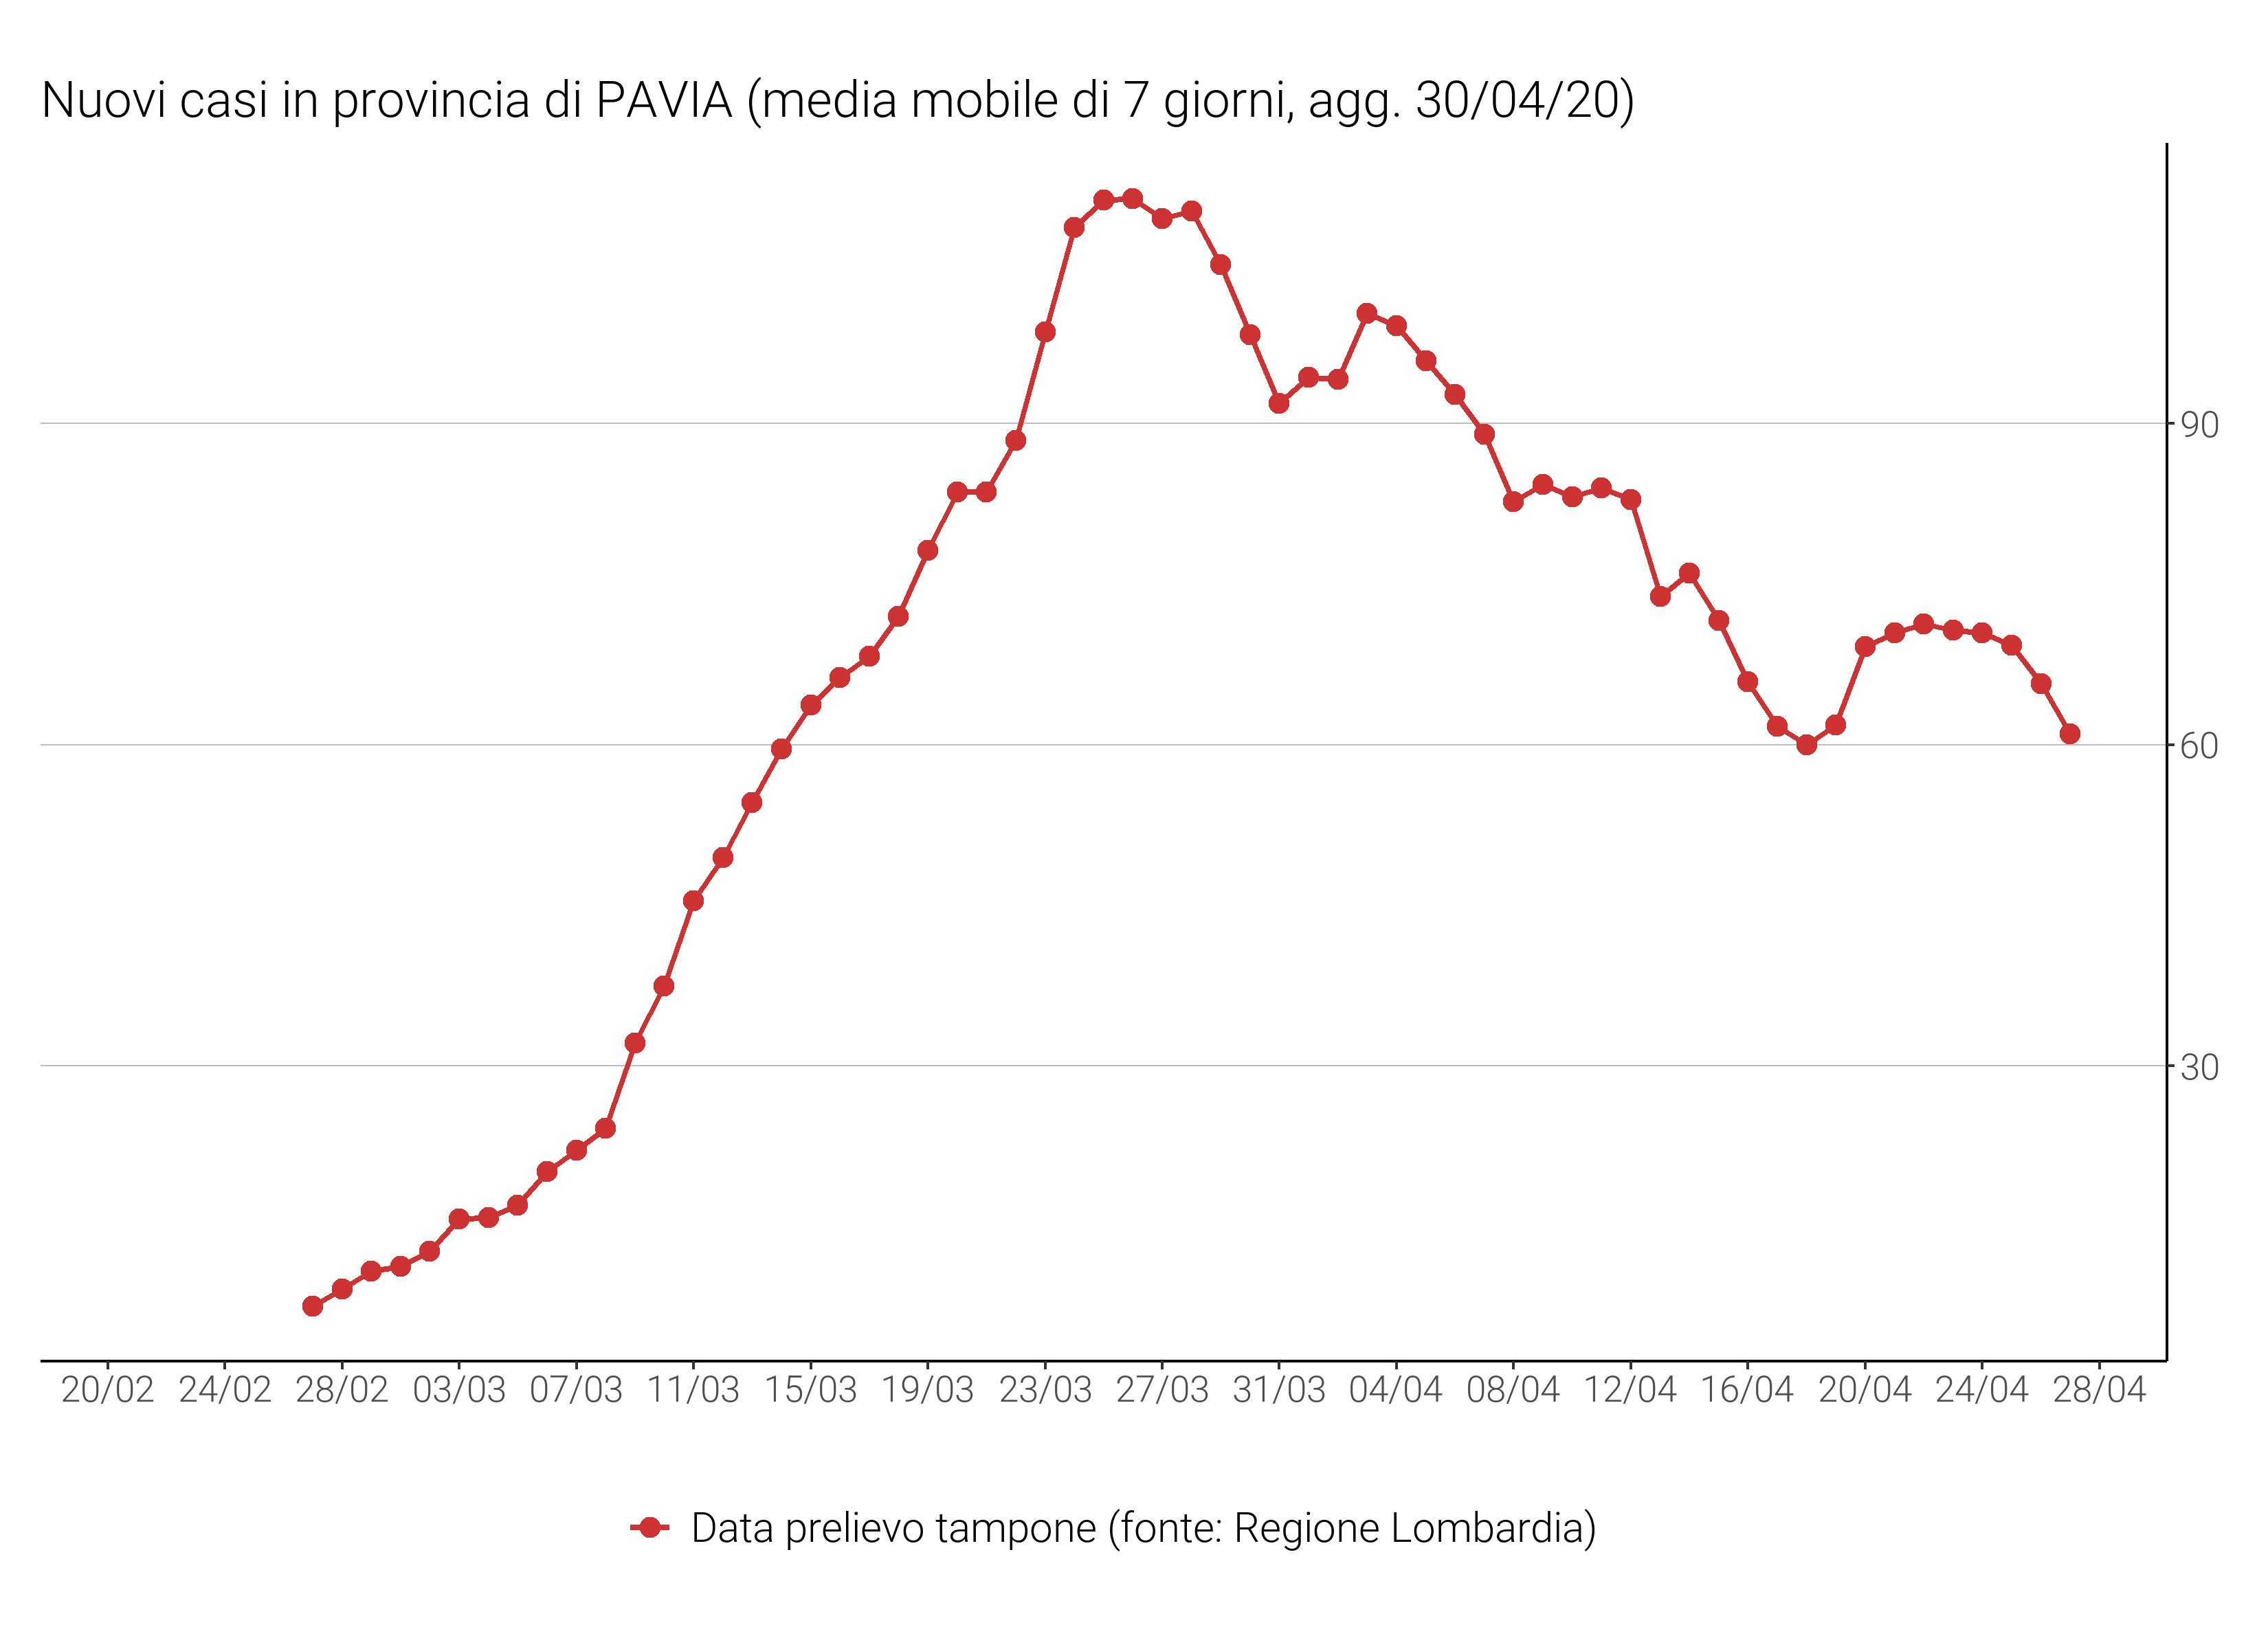 Nuovi casi in provincia di PAVIA (media mobile di 7 giorni, agg. 30/04/20)
90
60
30
20/02 24/02 28/02 03/03 07/03 11/03 15/03 19/03 23/03 27/03 31/03 04/04 08/04 12/04 16/04 20/04 24/04 28/04
Data prelievo tampone (fonte: Regione Lombardia)